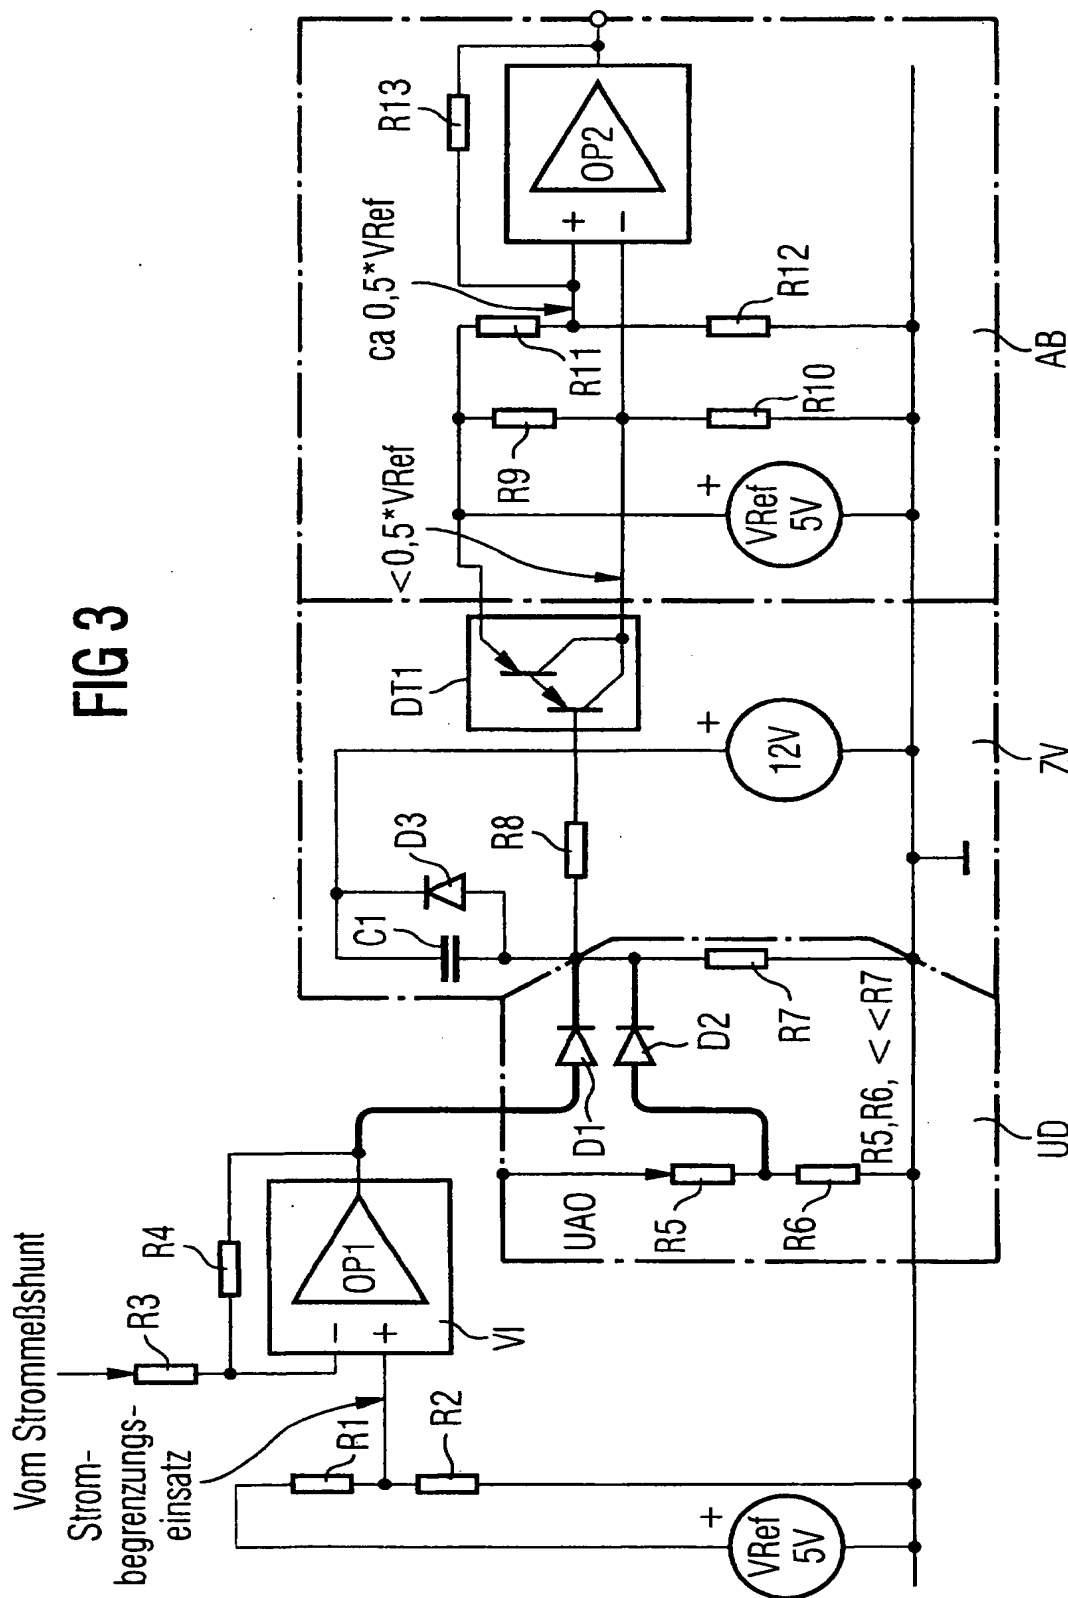 FIG 3
Vom Strommeßshunt
Strom-
begrenzungs-
einsatz
R3
R4
R1
R2
VRef
5V
+
OP1
−
+
VI
UA0
R5
R6
R5,R6, <<R7
UD
D1
D2
R7
C1
D3
R8
DT1
12V
+
ZV
<0,5*VRef
ca 0,5*VRef
R9
R10
R11
R12
R13
VRef
5V
+
OP2
+
−
AB